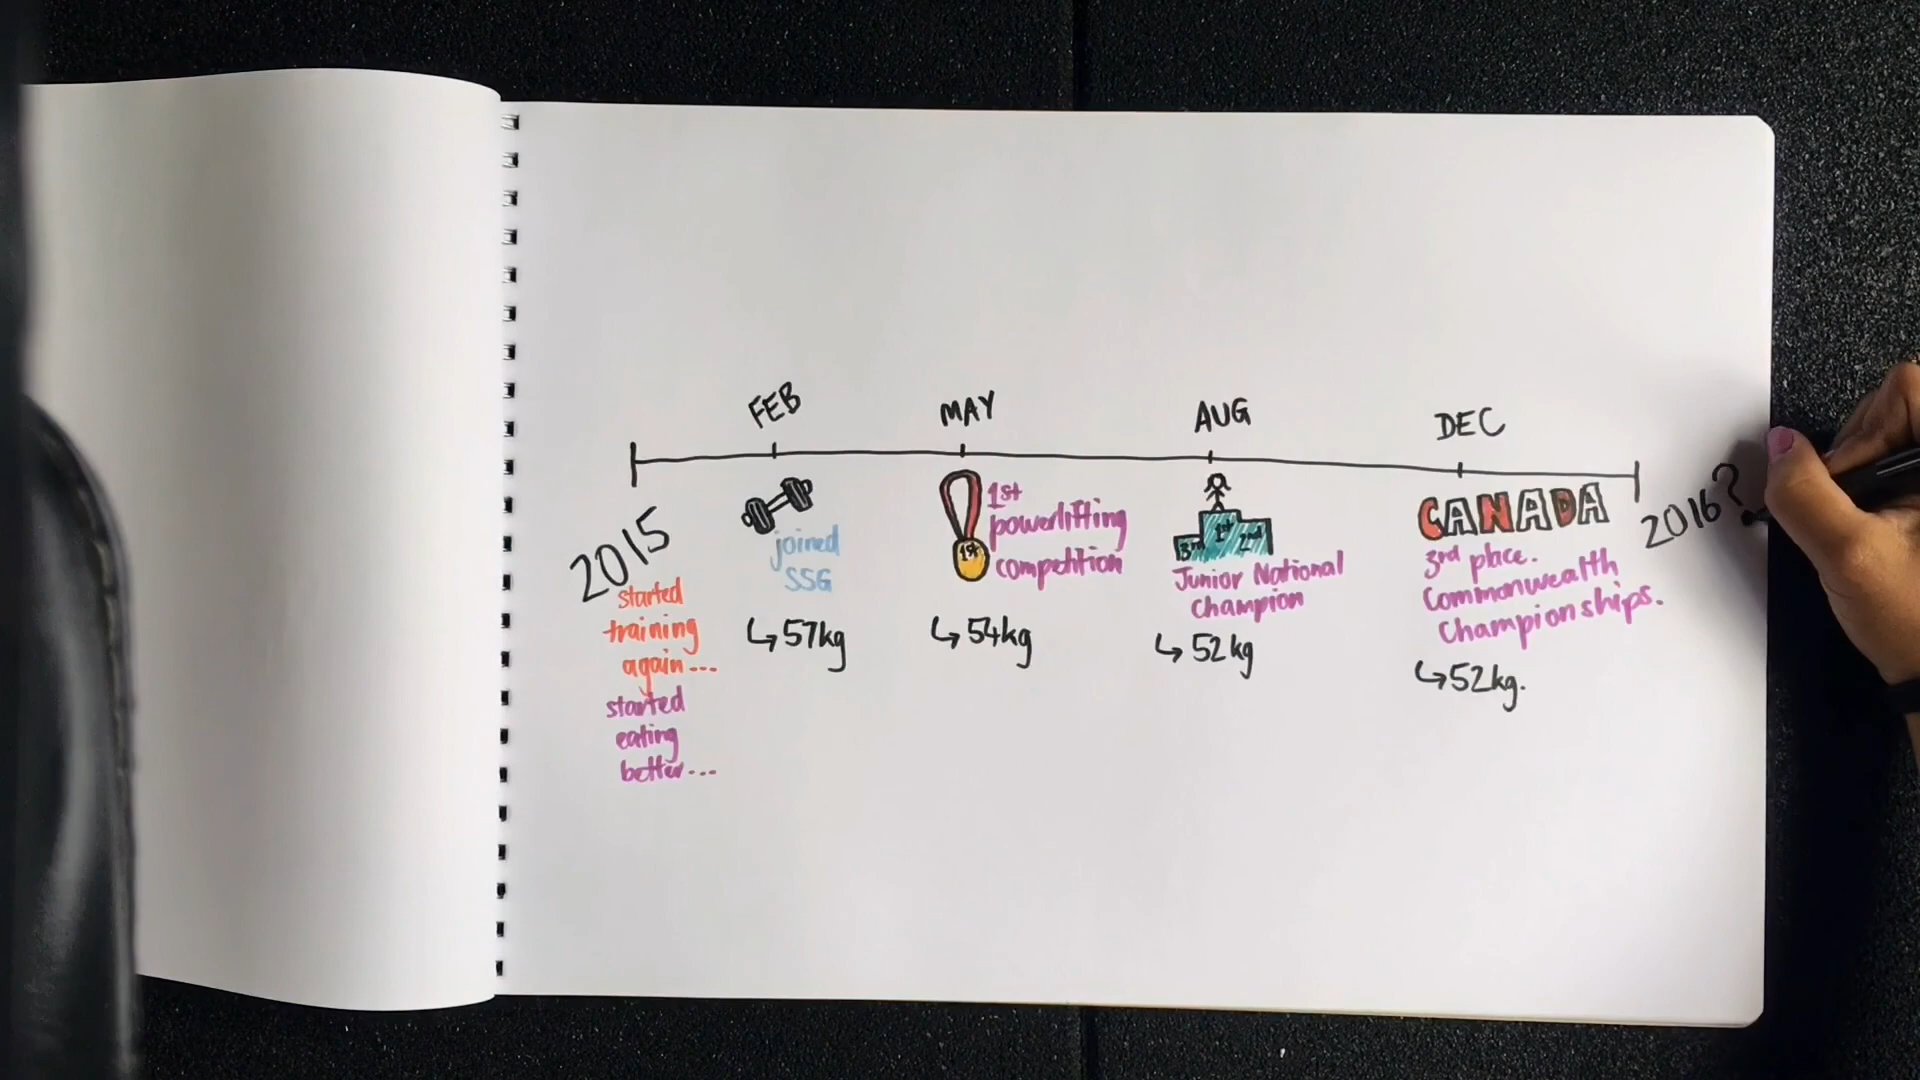 FEB
MAY
AUG
DEC
2015
started
training
again...
started
eating
better...
joined
SSG
↳57kg
1st
1st
powerlifting
competition
↳54kg
3rd 1st 2nd
Junior National
Champion
↳52kg
CANADA
3rd place.
Commonwealth
Championships.
↳52kg.
2016?